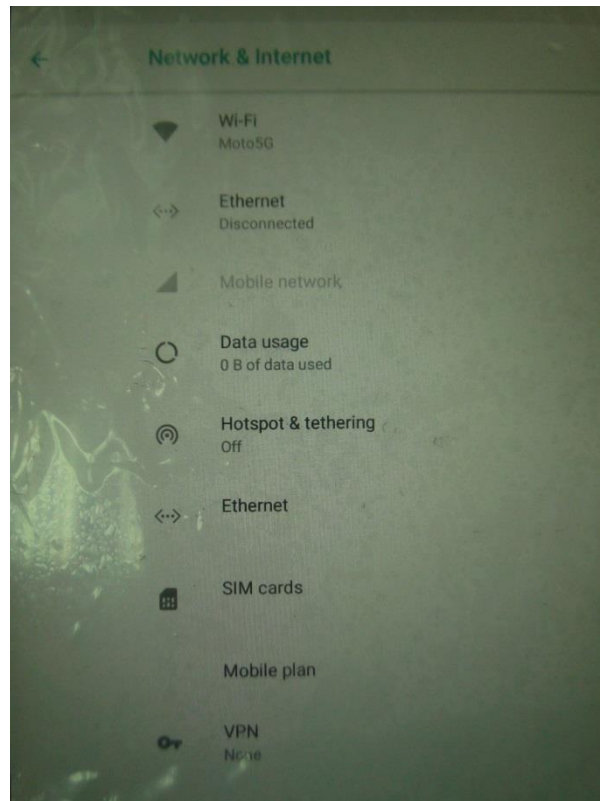 Network & Internet
Wi-Fi
Moto5G
Ethernet
Disconnected
Mobile network
Data usage
0 B of data used
Hotspot & tethering
Off
Ethernet
SIM cards
Mobile plan
VPN
None